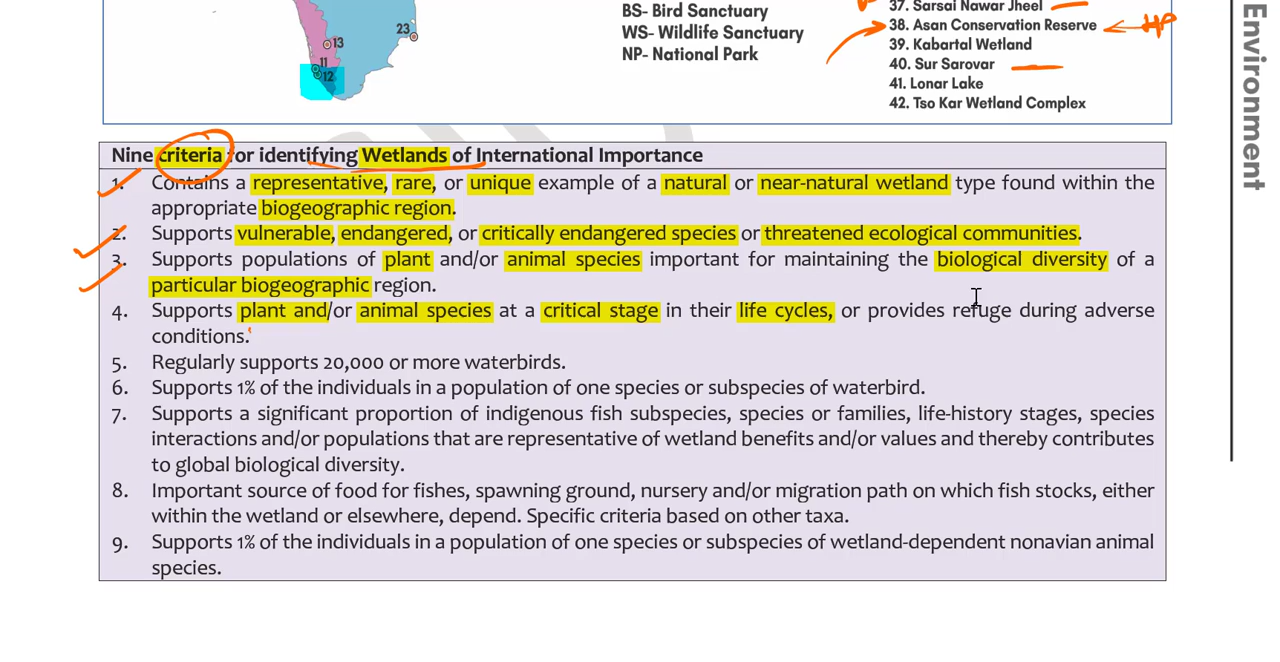 37. Sarsai Nawar Jheel
BS- Bird Sanctuary
38. Asan Conservation Reserve HP
23
WS- Wildlife Sanctuary
39. Kabartal Wetland
13
NP- National Park
40. Sur Sarovar
11
12
41. Lonar Lake
42. Tso Kar Wetland Complex
Environment
Nine criteria for identifying Wetlands of International Importance
1. Contains a representative, rare, or unique example of a natural or near-natural wetland type found within the
appropriate biogeographic region.
2. Supports vulnerable, endangered, or critically endangered species or threatened ecological communities.
3. Supports populations of plant and/or animal species important for maintaining the biological diversity of a
particular biogeographic region.
4. Supports plant and/or animal species at a critical stage in their life cycles, or provides refuge during adverse
conditions.
5. Regularly supports 20,000 or more waterbirds.
6. Supports 1% of the individuals in a population of one species or subspecies of waterbird.
7. Supports a significant proportion of indigenous fish subspecies, species or families, life-history stages, species
interactions and/or populations that are representative of wetland benefits and/or values and thereby contributes
to global biological diversity.
8. Important source of food for fishes, spawning ground, nursery and/or migration path on which fish stocks, either
within the wetland or elsewhere, depend. Specific criteria based on other taxa.
9. Supports 1% of the individuals in a population of one species or subspecies of wetland-dependent nonavian animal
species.